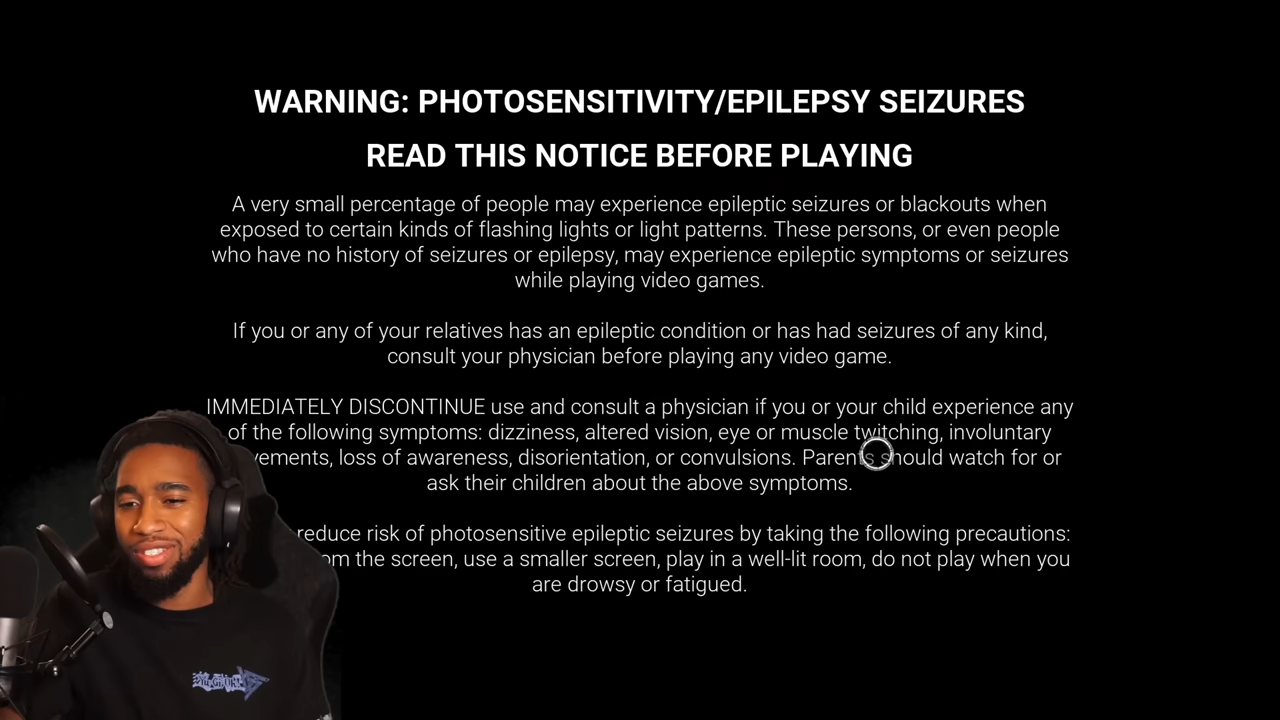 WARNING: PHOTOSENSITIVITY/EPILEPSY SEIZURES
READ THIS NOTICE BEFORE PLAYING
A very small percentage of people may experience epileptic seizures or blackouts when
exposed to certain kinds of flashing lights or light patterns. These persons, or even people
who have no history of seizures or epilepsy, may experience epileptic symptoms or seizures
while playing video games.
If you or any of your relatives has an epileptic condition or has had seizures of any kind,
consult your physician before playing any video game.
IMMEDIATELY DISCONTINUE use and consult a physician if you or your child experience any
of the following symptoms: dizziness, altered vision, eye or muscle twitching, involuntary
vements, loss of awareness, disorientation, or convulsions. Parents should watch for or
ask their children about the above symptoms.
reduce risk of photosensitive epileptic seizures by taking the following precautions:
om the screen, use a smaller screen, play in a well-lit room, do not play when you
are drowsy or fatigued.